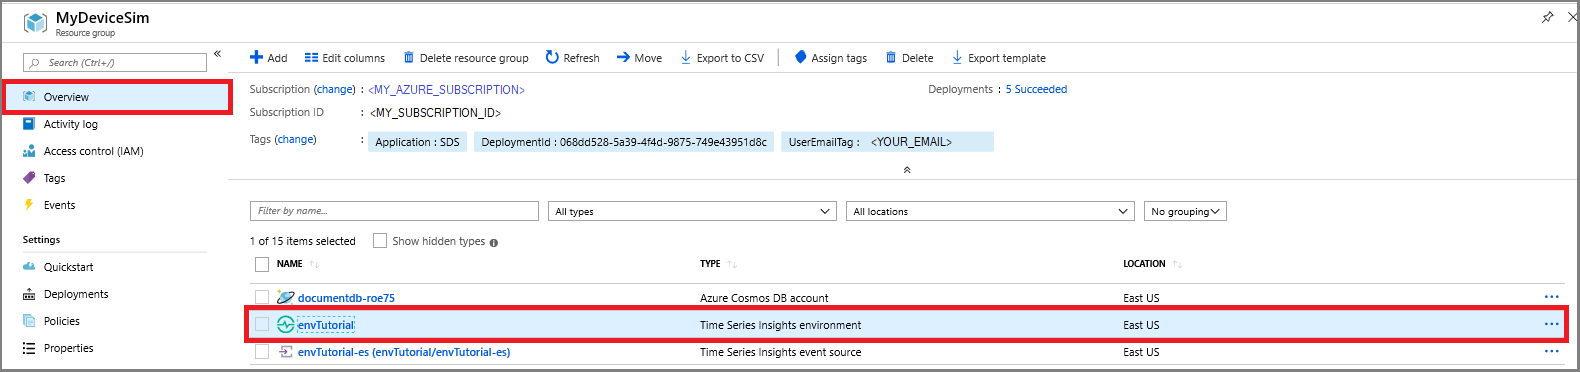 MyDeviceSim
Resource group
Search (Ctrl+/)
Overview
Activity log
Access control (IAM)
Tags
Events
Settings
Quickstart
Deployments
Policies
Properties
Add Edit columns Delete resource group Refresh Move Export to CSV Assign tags Delete Export template
Subscription (change) : <MY_AZURE_SUBSCRIPTION> Deployments : 5 Succeeded
Subscription ID : <MY_SUBSCRIPTION_ID>
Tags (change) : Application : SDS DeploymentId : 068dd528-5a39-4f4d-9875-749e43951d8c UserEmailTag : <YOUR_EMAIL>
Filter by name... All types All locations No grouping
1 of 15 items selected Show hidden types
NAME TYPE LOCATION
documentdb-roe75 Azure Cosmos DB account East US
envTutorial Time Series Insights environment East US
envTutorial-es (envTutorial/envTutorial-es) Time Series Insights event source East US